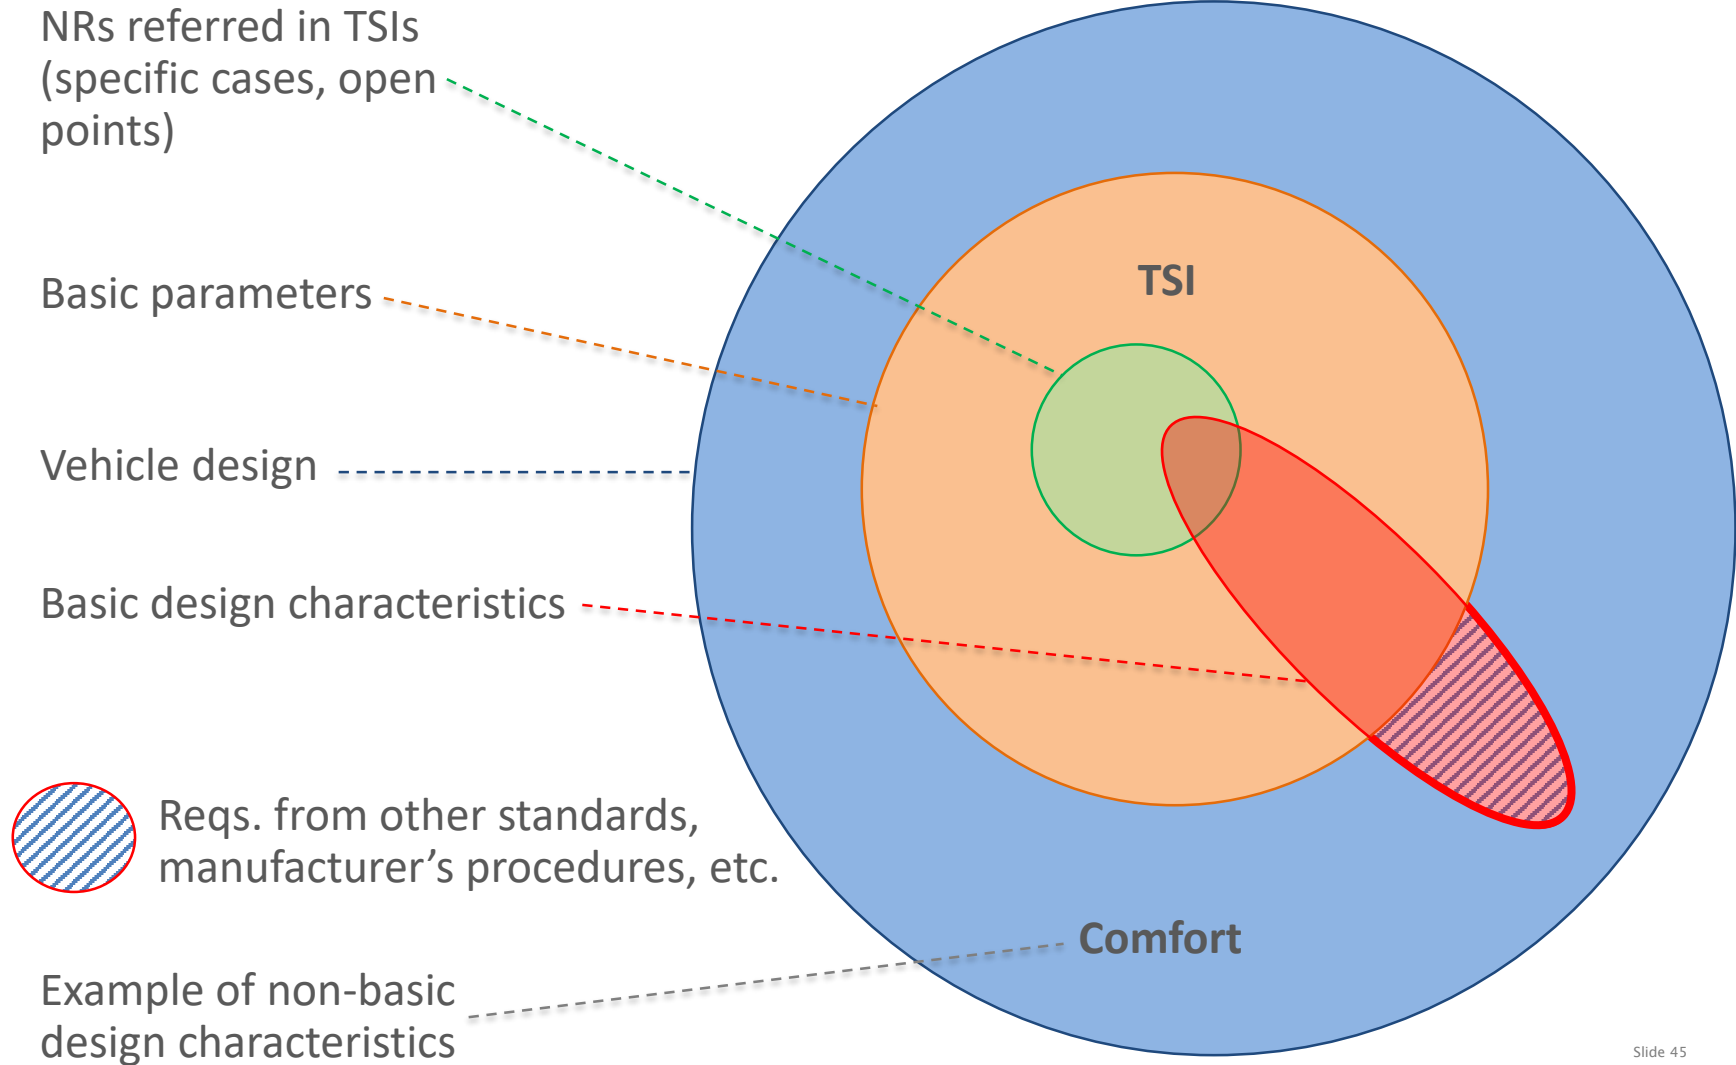 NRs referred in TSIs
(specific cases, open
points)
TSI
Basic parameters
Vehicle design
Basic design characteristics
Reqs. from other standards,
manufacturer’s procedures, etc.
Comfort
Example of non-basic
design characteristics
Slide 45